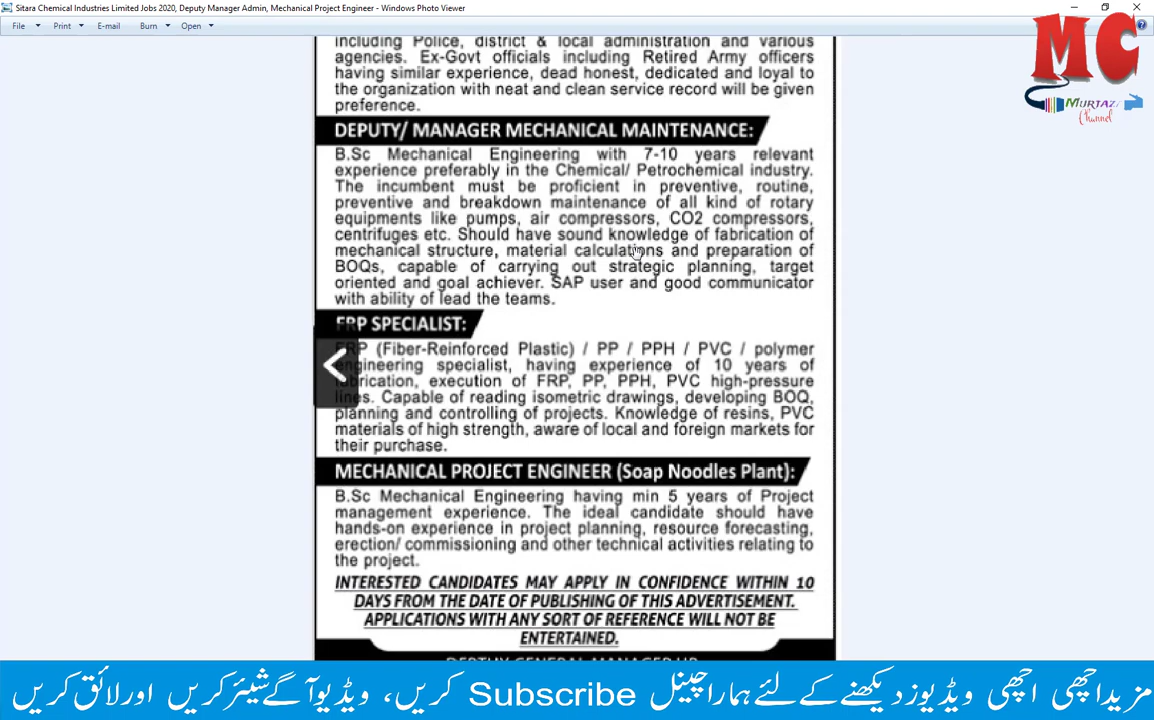 Sitara Chemical Industries Limited Jobs 2020, Deputy Manager Admin, Mechanical Project Engineer - Windows Photo Viewer
File Print E-mail Burn Open
MC
MURTAZA
Channel
including Police, district & local administration and various
agencies. Ex-Govt officials including Retired Army officers
having similar experience, dead honest, dedicated and loyal to
the organization with neat and clean service record will be given
preference.
DEPUTY/ MANAGER MECHANICAL MAINTENANCE:
B.Sc Mechanical Engineering with 7-10 years relevant
experience preferably in the Chemical/ Petrochemical industry.
The incumbent must be proficient in preventive, routine,
preventive and breakdown maintenance of all kind of rotary
equipments like pumps, air compressors, CO2 compressors,
centrifuges etc. Should have sound knowledge of fabrication of
mechanical structure, material calculations and preparation of
BOQs, capable of carrying out strategic planning, target
oriented and goal achiever. SAP user and good communicator
with ability of lead the teams.
FRP SPECIALIST:
FRP (Fiber-Reinforced Plastic) / PP / PPH / PVC / polymer
engineering specialist, having experience of 10 years of
fabrication, execution of FRP, PP, PPH, PVC high-pressure
lines. Capable of reading isometric drawings, developing BOQ,
planning and controlling of projects. Knowledge of resins, PVC
materials of high strength, aware of local and foreign markets for
their purchase.
MECHANICAL PROJECT ENGINEER (Soap Noodles Plant):
B.Sc Mechanical Engineering having min 5 years of Project
management experience. The ideal candidate should have
hands-on experience in project planning, resource forecasting,
erection/ commissioning and other technical activities relating to
the project.
INTERESTED CANDIDATES MAY APPLY IN CONFIDENCE WITHIN 10
DAYS FROM THE DATE OF PUBLISHING OF THIS ADVERTISEMENT.
APPLICATIONS WITH ANY SORT OF REFERENCE WILL NOT BE
ENTERTAINED.
مزیداچھی اچھی ویڈیوز دیکھنے کے لئے ہمارا چینل Subscribe کریں، ویڈیو آگے شیئر کریں اور لائق کریں